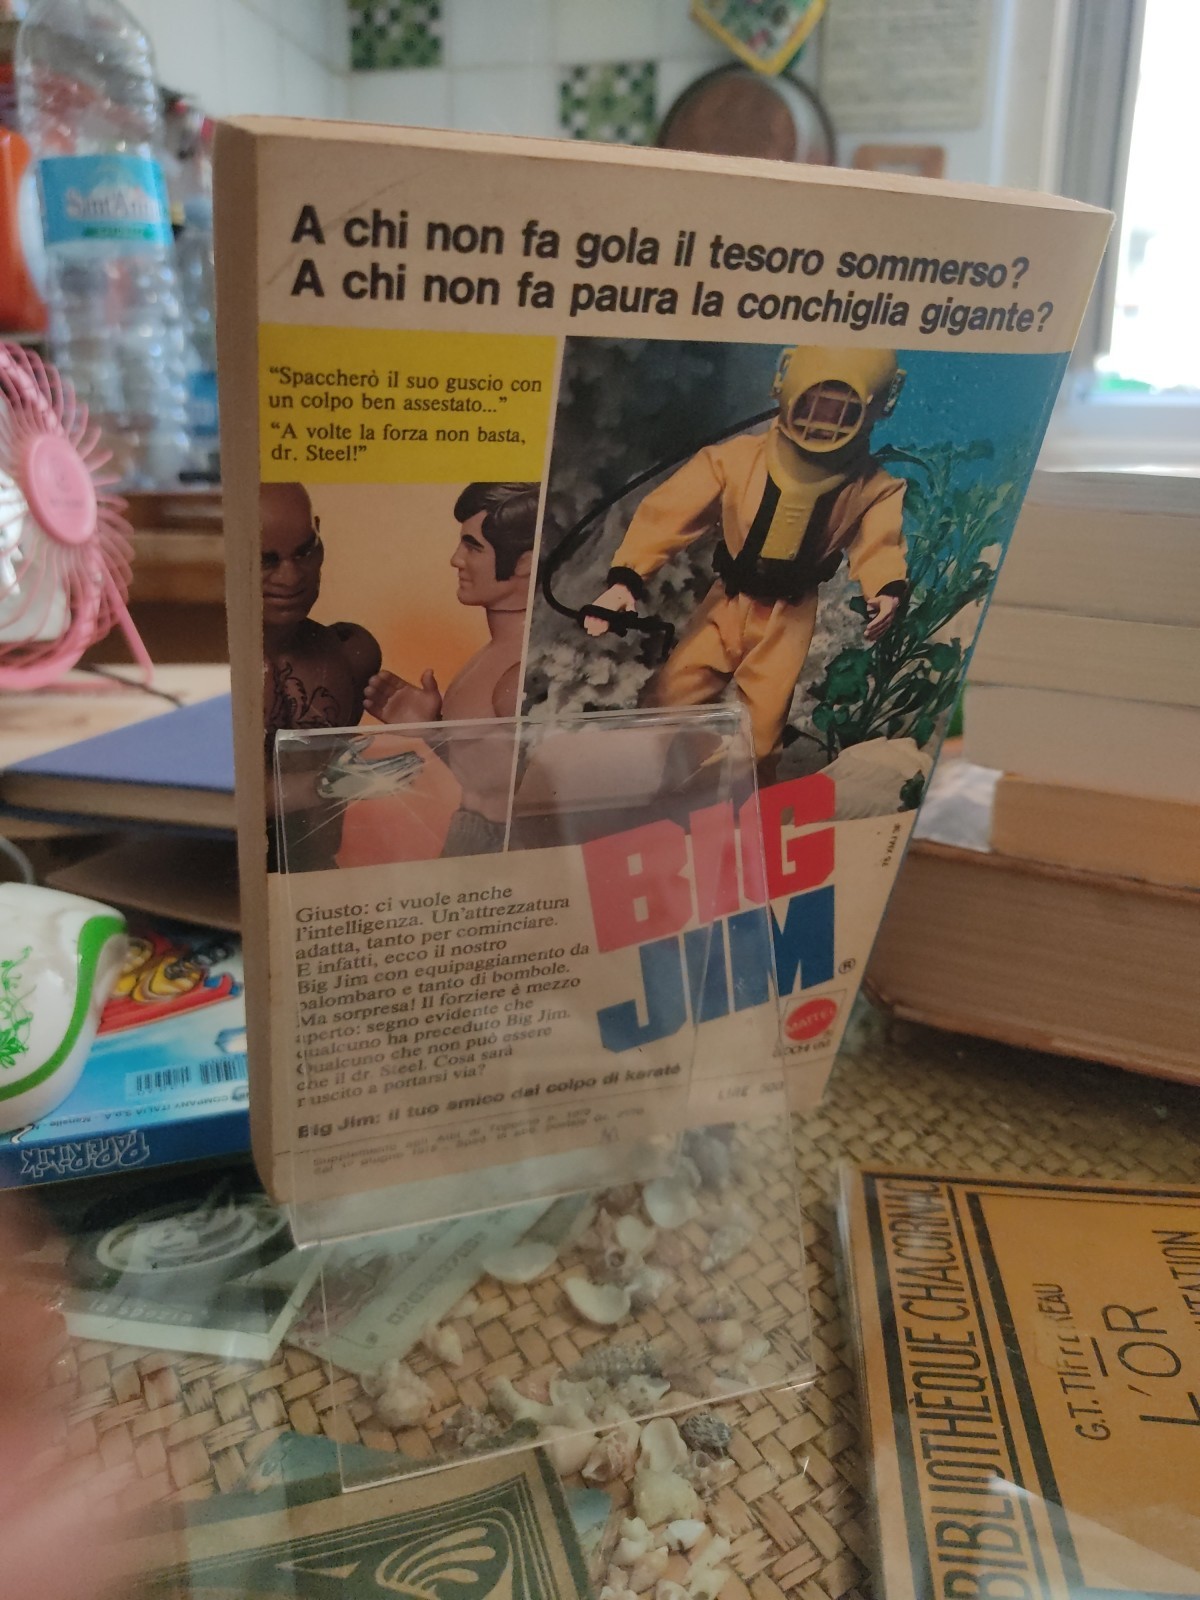 A chi non fa gola il tesoro sommerso?
A chi non fa paura la conchiglia gigante?
“Spaccherò il suo guscio con
un colpo ben assestato...”
“A volte la forza non basta,
dr. Steel!”
BIG
JIM®
MATTEL
Giusto: ci vuole anche
l'intelligenza. Un'attrezzatura
adatta, tanto per cominciare.
E infatti, ecco il nostro
Big Jim con equipaggiamento da
palombaro e tanto di bombole.
Ma sorpresa! Il forziere è mezzo
aperto: segno evidente che
qualcuno ha preceduto Big Jim.
Qualcuno che non può essere
che il dr. Steel. Cosa sarà
riuscito a portarsi via?
Big Jim: il tuo amico dal colpo di karatè
LIRE
PAPERINIK
COMPANY ITALIA S.p.A.
BIBLIOTHÈQUE CHACORNAC
G.T. TIFFEREAU
L'OR